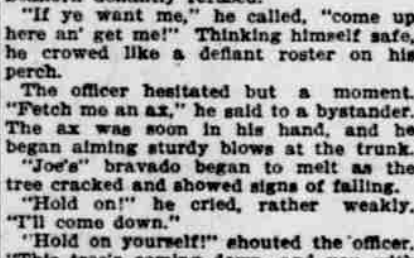 "If ye want me," he called, "come up
here an' get me!" Thinking himself safe,
he crowed like a defiant roster on his
perch.
The officer hesitated but a moment.
"Fetch me an ax," he said to a bystander.
The ax was soon in his hand, and he
began aiming sturdy blows at the trunk.
"Joe's" bravado began to melt as the
tree cracked and showed signs of falling.
"Hold on!" he cried, rather weakly.
"I'll come down."
"Hold on yourself!" shouted the officer.